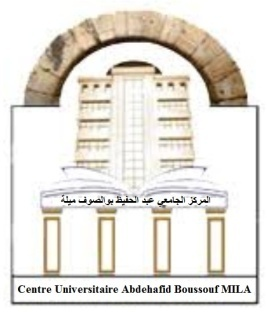 المركز الجامعي عبد الحفيظ بوالصوف ميلة
Centre Universitaire Abdehafid Boussouf MILA